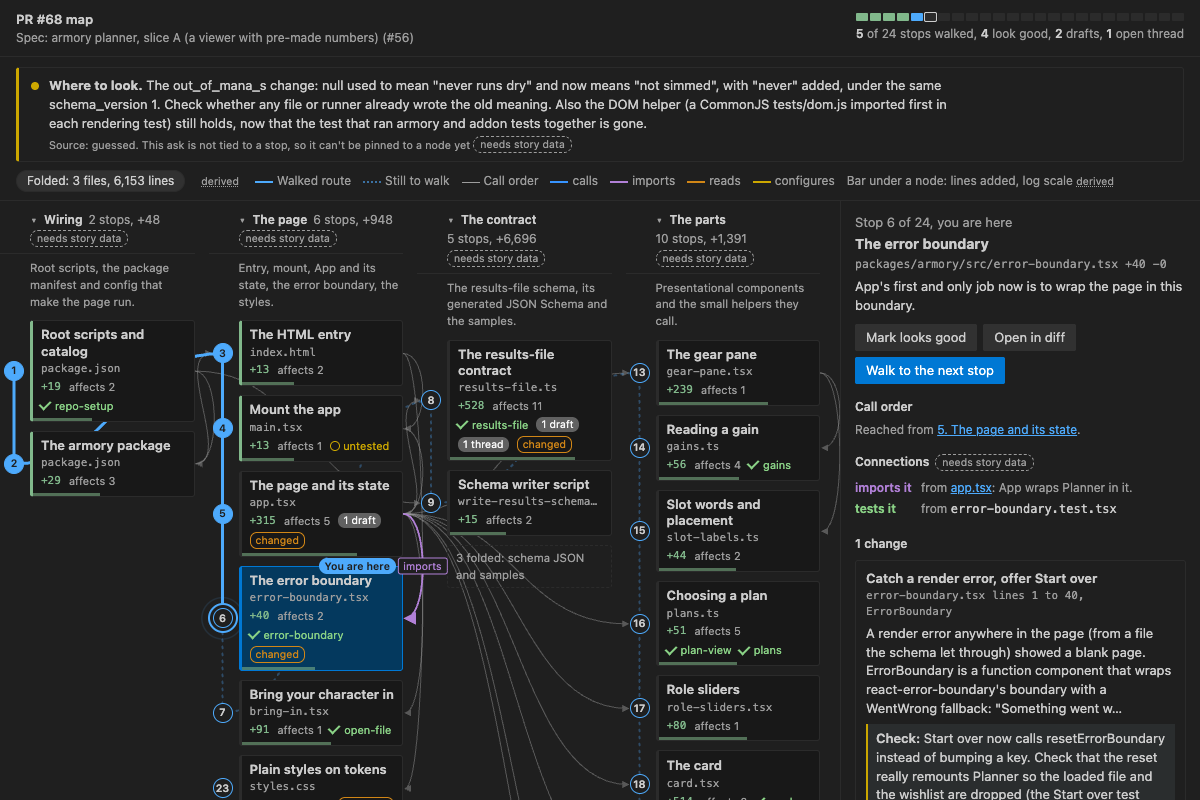 PR #68 map
Spec: armory planner, slice A (a viewer with pre-made numbers) (#56)
5 of 24 stops walked, 4 look good, 2 drafts, 1 open thread
Where to look. The out_of_mana_s change: null used to mean "never runs dry" and now means "not simmed", with "never" added, under the same
schema_version 1. Check whether any file or runner already wrote the old meaning. Also the DOM helper (a CommonJS tests/dom.js imported first in
each rendering test) still holds, now that the test that ran armory and addon tests together is gone.
Source: guessed. This ask is not tied to a stop, so it can't be pinned to a node yet needs story data
Folded: 3 files, 6,153 lines derived Walked route Still to walk Call order calls imports reads configures Bar under a node: lines added, log scale derived
Wiring 2 stops, +48
needs story data
Root scripts, the package
manifest and config that
make the page run.
1
Root scripts and
catalog
package.json
+19 affects 2
repo-setup
2
The armory package
package.json
+29 affects 3
The page 6 stops, +948
needs story data
Entry, mount, App and its
state, the error boundary, the
styles.
3
The HTML entry
index.html
+13 affects 2
4
Mount the app
main.tsx
+13 affects 1 untested
5
The page and its state
app.tsx
+315 affects 5 1 draft
changed
You are here
imports
6
The error boundary
error-boundary.tsx
+40 affects 2
error-boundary
changed
7
Bring your character in
bring-in.tsx
+91 affects 1 open-file
23
Plain styles on tokens
styles.css
The contract
5 stops, +6,696
needs story data
The results-file schema, its
generated JSON Schema and
the samples.
8
The results-file
contract
results-file.ts
+528 affects 11
results-file 1 draft
1 thread changed
9
Schema writer script
write-results-schema…
+15 affects 2
3 folded: schema JSON
and samples
The parts
10 stops, +1,391
needs story data
Presentational components
and the small helpers they
call.
13
The gear pane
gear-pane.tsx
+239 affects 1
14
Reading a gain
gains.ts
+56 affects 4 gains
15
Slot words and
placement
slot-labels.ts
+44 affects 2
16
Choosing a plan
plans.ts
+51 affects 5
plan-view plans
17
Role sliders
role-sliders.tsx
+80 affects 1
18
The card
card.tsx
Stop 6 of 24, you are here
The error boundary
packages/armory/src/error-boundary.tsx +40 -0
App's first and only job now is to wrap the page in this
boundary.
Mark looks good Open in diff
Walk to the next stop
Call order
Reached from 5. The page and its state.
Connections needs story data
imports it from app.tsx: App wraps Planner in it.
tests it from error-boundary.test.tsx
1 change
Catch a render error, offer Start over
error-boundary.tsx lines 1 to 40,
ErrorBoundary
A render error anywhere in the page (from a file
the schema let through) showed a blank page.
ErrorBoundary is a function component that wraps
react-error-boundary's boundary with a
WentWrong fallback: "Something went w...
Check: Start over now calls resetErrorBoundary
instead of bumping a key. Check that the reset
really remounts Planner so the loaded file and
the wishlist are dropped (the Start over test